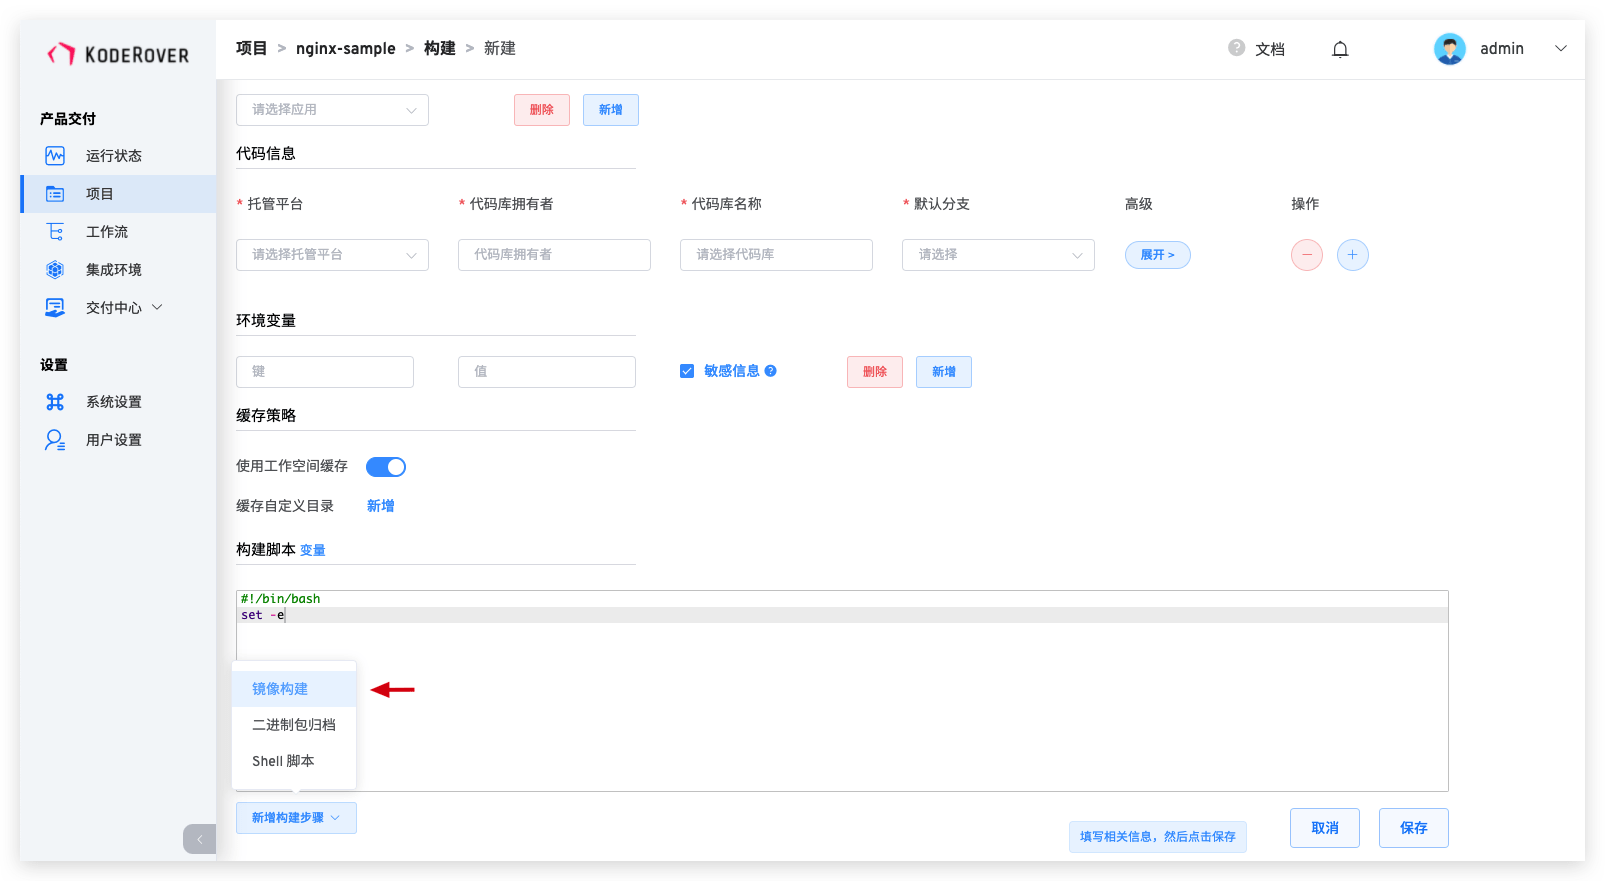 KODEROVER
项目 > nginx-sample > 构建 > 新建
? 文档
admin
产品交付
运行状态
项目
工作流
集成环境
交付中心
设置
系统设置
用户设置
请选择应用
删除
新增
代码信息
* 托管平台
* 代码库拥有者
* 代码库名称
* 默认分支
高级
操作
请选择托管平台
代码库拥有者
请选择代码库
请选择
展开 >
环境变量
键
值
敏感信息 ?
删除
新增
缓存策略
使用工作空间缓存
缓存自定义目录 新增
构建脚本 变量
#!/bin/bash
set -e
镜像构建
二进制包归档
Shell 脚本
新增构建步骤
填写相关信息，然后点击保存
取消
保存